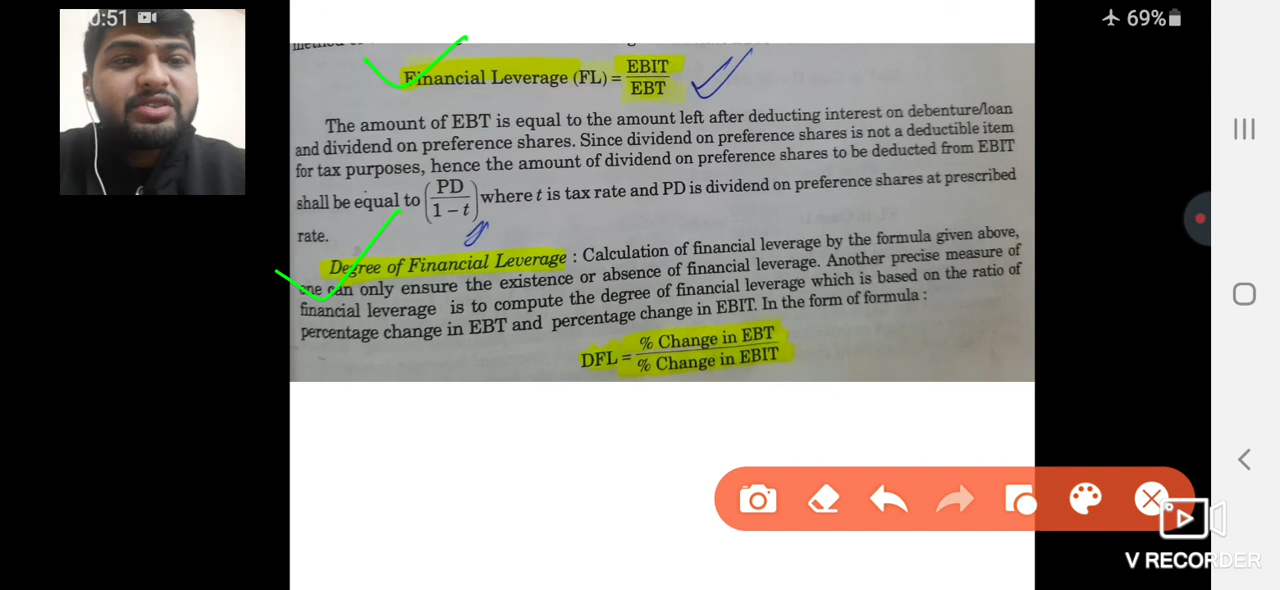 0:51
69%
Financial Leverage (FL) = EBIT
EBT
The amount of EBT is equal to the amount left after deducting interest on debenture/loan
and dividend on preference shares. Since dividend on preference shares is not a deductible item
for tax purposes, hence the amount of dividend on preference shares to be deducted from EBIT
shall be equal to (PD
1 – t) where t is tax rate and PD is dividend on preference shares at prescribed
rate.
Degree of Financial Leverage : Calculation of financial leverage by the formula given above,
one can only ensure the existence or absence of financial leverage. Another precise measure of
financial leverage is to compute the degree of financial leverage which is based on the ratio of
percentage change in EBT and percentage change in EBIT. In the form of formula :
DFL = % Change in EBT
% Change in EBIT
V RECORDER